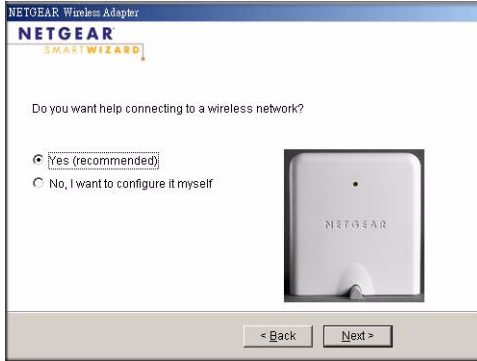 NETGEAR Wireless Adapter
NETGEAR
SMARTWIZARD
Do you want help connecting to a wireless network?
Yes (recommended)
No, I want to configure it myself
NETGEAR
< Back
Next >